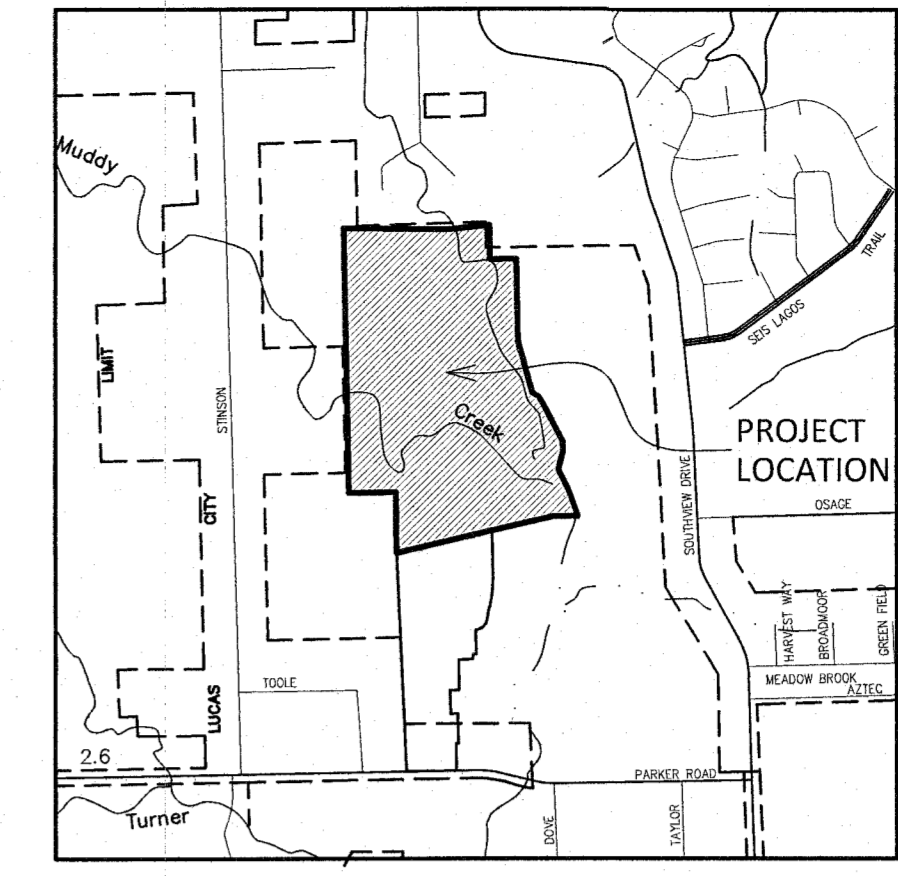 Muddy
TRAIL
SEIS LAGOS
LIMIT
STINSON
Creek
PROJECT
LOCATION
SOUTHVIEW DRIVE
OSAGE
CITY
HARVEST WAY
BROADMOOR
GREEN FIELD
MEADOW BROOK
AZTEC
TOOLE
LUCAS
2.6
PARKER ROAD
Turner
DOVE
TAYLOR